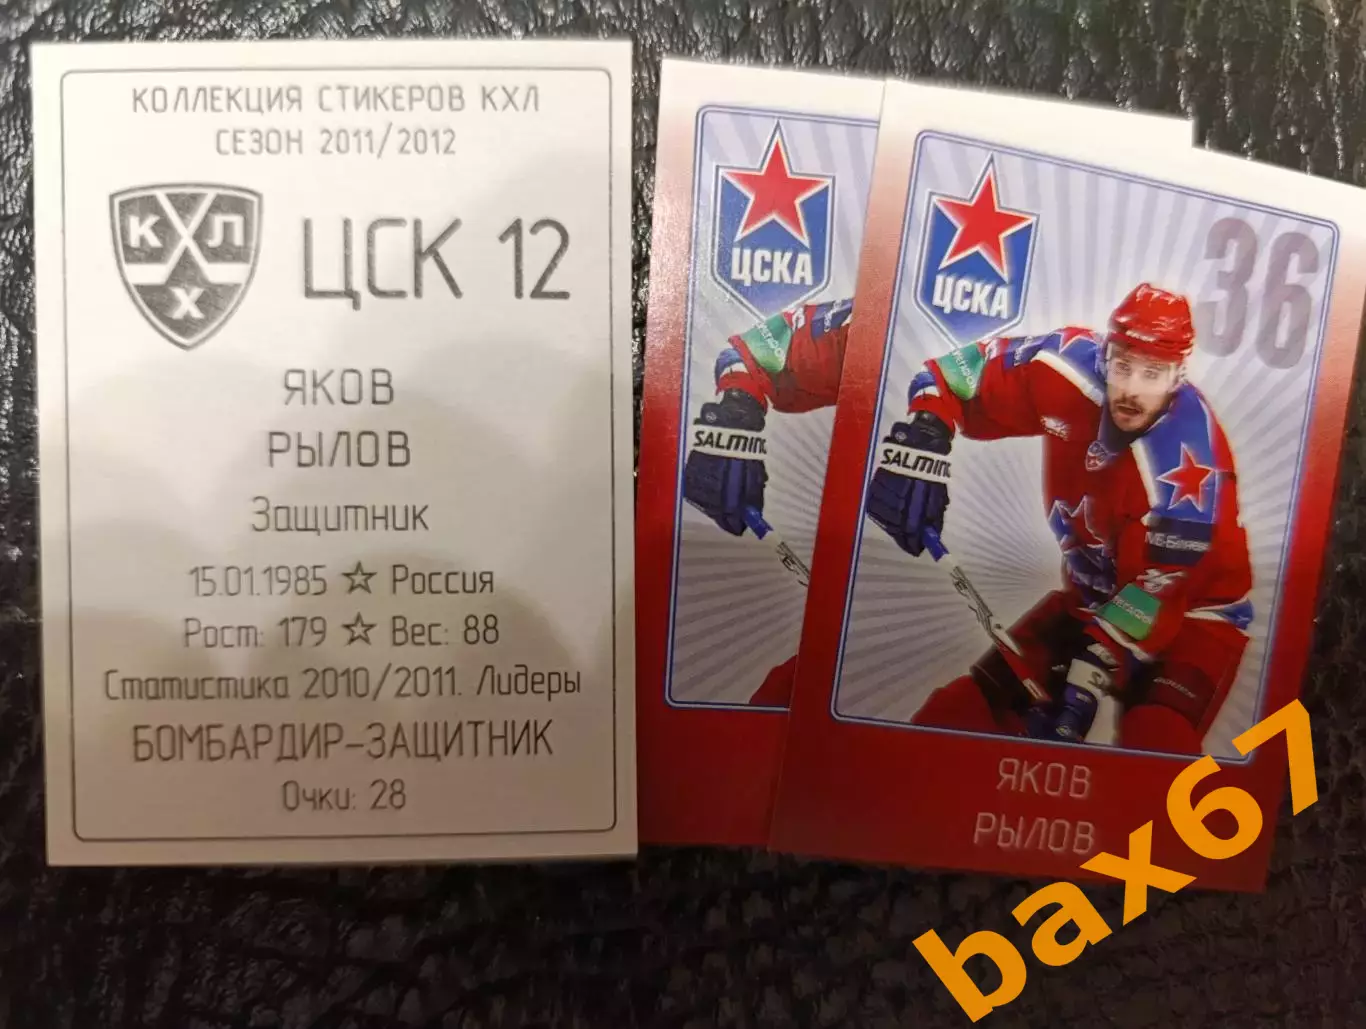 КОЛЛЕКЦИЯ СТИКЕРОВ КХЛ
СЕЗОН 2011/2012
КХЛ
ЦСК 12
ЯКОВ
РЫЛОВ
Защитник
15.01.1985 ☆ Россия
Рост: 179 ☆ Вес: 88
Статистика 2010/2011. Лидеры
БОМБАРДИР-ЗАЩИТНИК
Очки: 28
ЦСКА
SALMING
ЦСКА
36
SALMING
ЯКОВ
РЫЛОВ
bax67